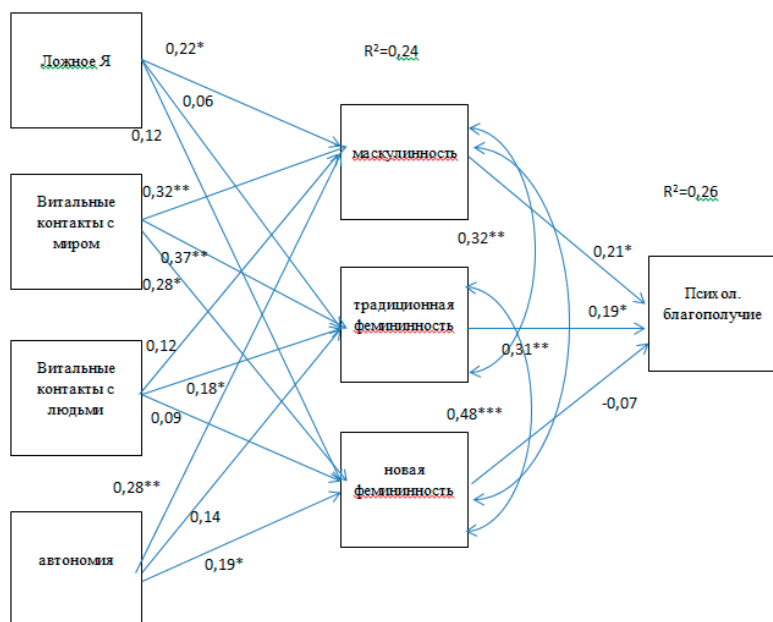 Ложное Я
0,22*
0,06
0,12
R²=0,24
маскулинность
Витальные
контакты с
миром
0,32**
0,37**
0,28*
0,32**
R²=0,26
0,21*
традиционная
фемининность
0,19*
0,31**
Психол.
благополучие
Витальные
контакты с
людьми
0,12
0,18*
0,09
0,48***
-0,07
новая
фемининность
0,28**
0,14
0,19*
автономия